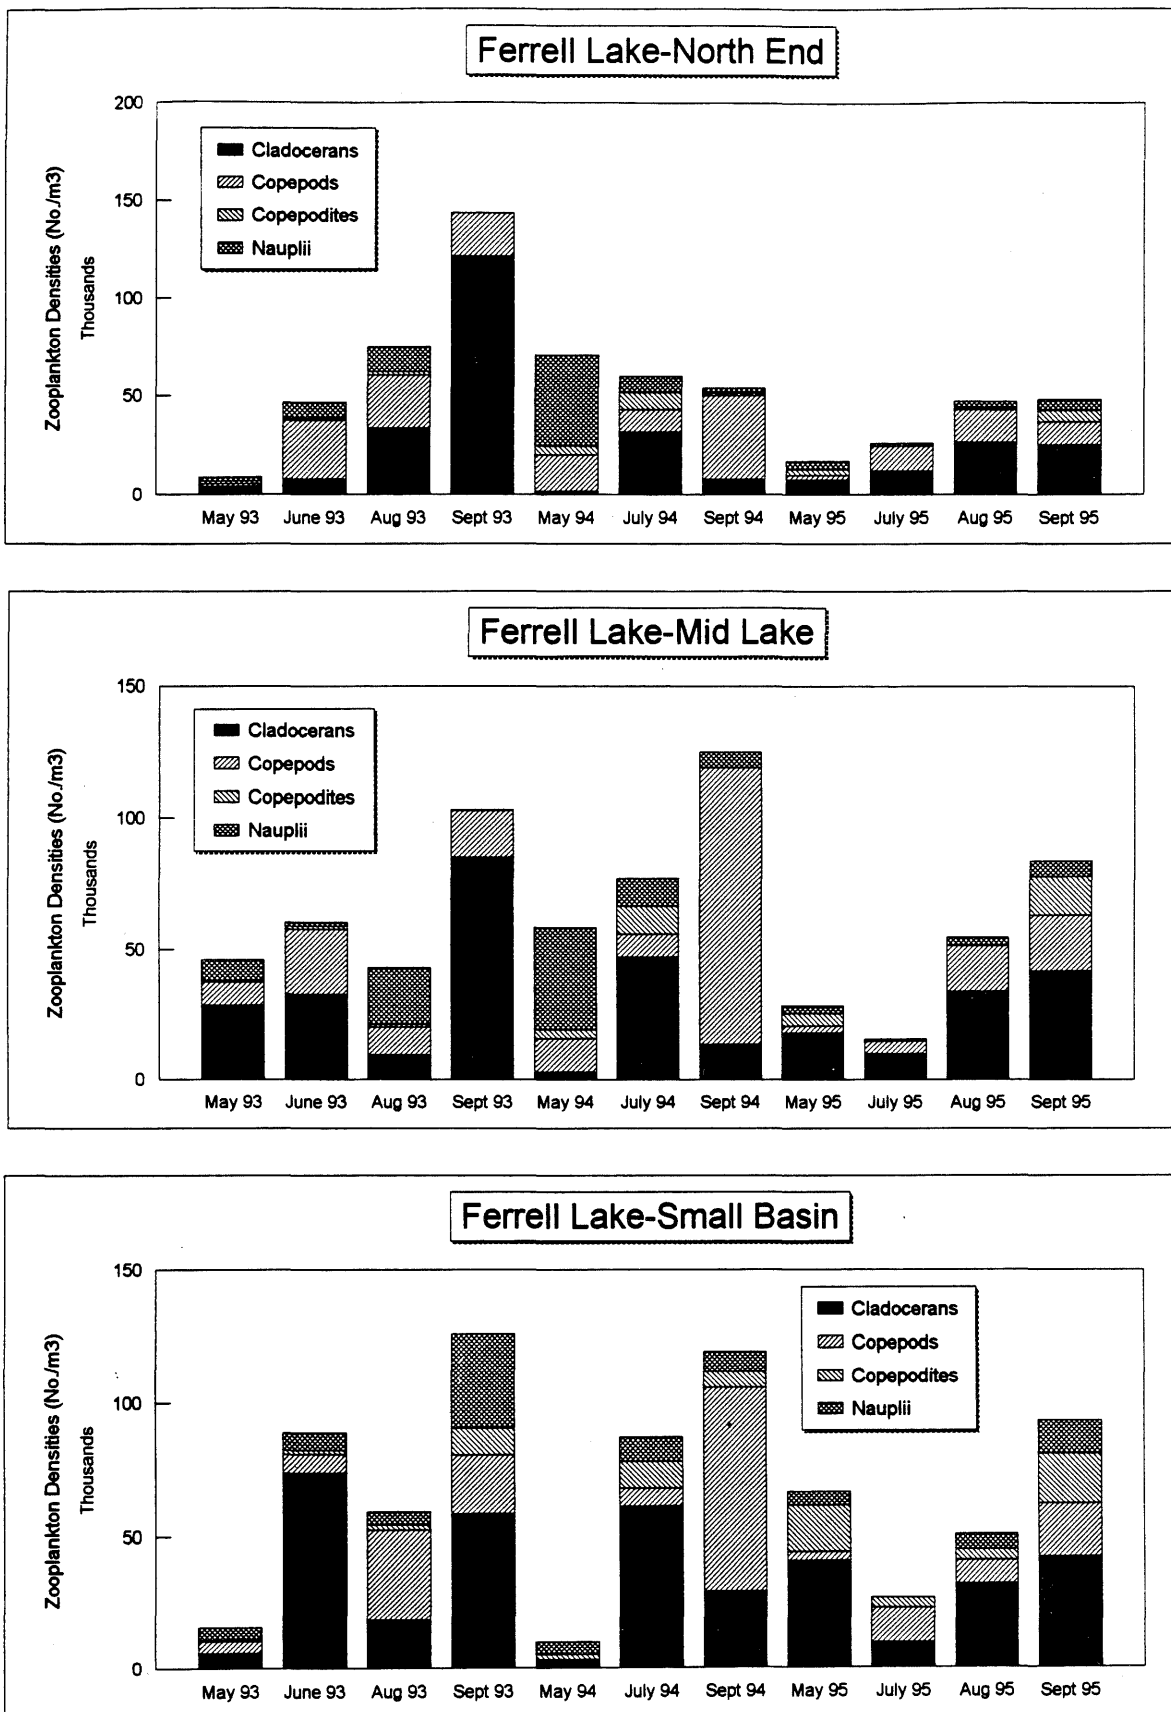 Ferrell Lake-North End
Zooplankton Densities (No./m3)
Thousands
200
150
100
50
0
Cladocerans
Copepods
Copepodites
Nauplii
May 93 June 93 Aug 93 Sept 93 May 94 July 94 Sept 94 May 95 July 95 Aug 95 Sept 95
Ferrell Lake-Mid Lake
Zooplankton Densities (No./m3)
Thousands
150
100
50
0
Cladocerans
Copepods
Copepodites
Nauplii
May 93 June 93 Aug 93 Sept 93 May 94 July 94 Sept 94 May 95 July 95 Aug 95 Sept 95
Ferrell Lake-Small Basin
Zooplankton Densities (No./m3)
Thousands
150
100
50
0
Cladocerans
Copepods
Copepodites
Nauplii
May 93 June 93 Aug 93 Sept 93 May 94 July 94 Sept 94 May 95 July 95 Aug 95 Sept 95